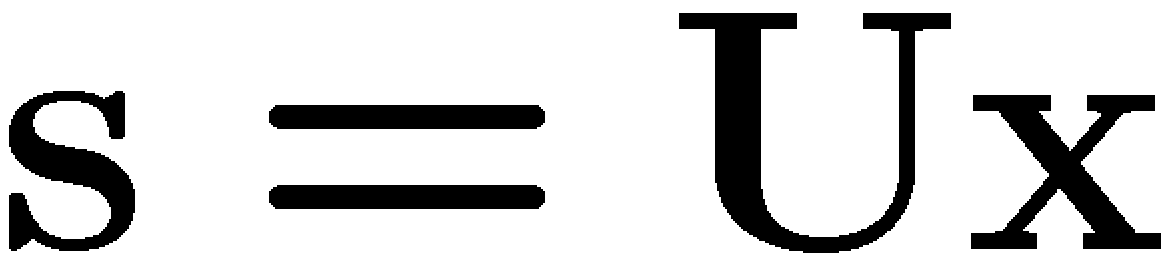 s = Ux